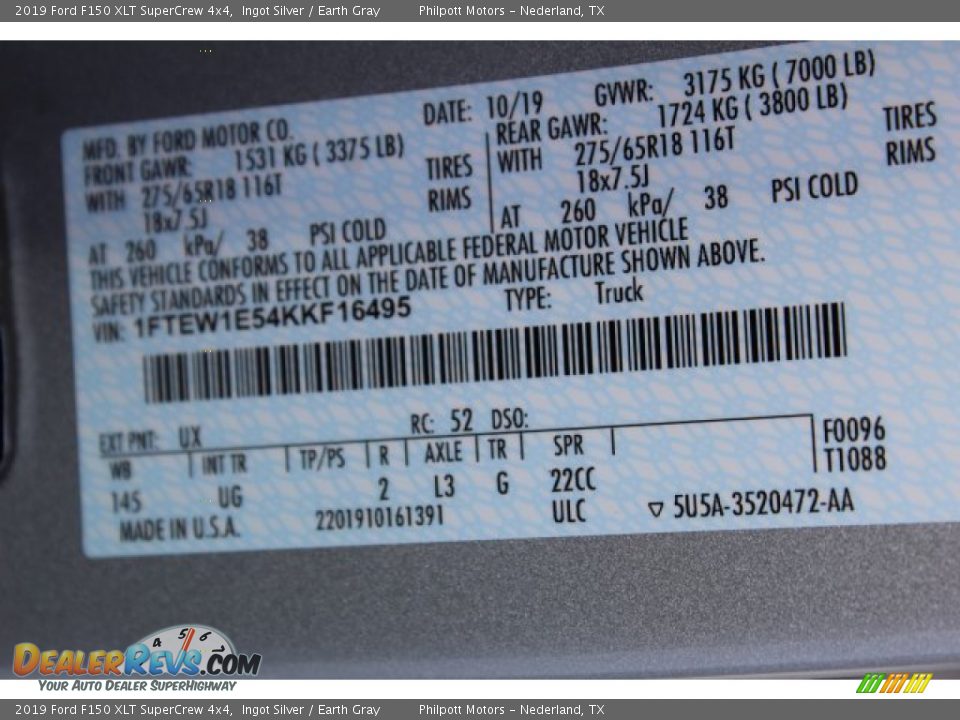 2019 Ford F150 XLT SuperCrew 4x4, Ingot Silver / Earth Gray Philpott Motors – Nederland, TX
MFD. BY FORD MOTOR CO. DATE: 10/19 GVWR: 3175 KG ( 7000 LB)
FRONT GAWR: 1531 KG ( 3375 LB) REAR GAWR: 1724 KG ( 3800 LB)
WITH 275/65R18 116T TIRES WITH 275/65R18 116T TIRES
18x7.5J RIMS 18x7.5J RIMS
AT 260 kPa/ 38 PSI COLD AT 260 kPa/ 38 PSI COLD
THIS VEHICLE CONFORMS TO ALL APPLICABLE FEDERAL MOTOR VEHICLE
SAFETY STANDARDS IN EFFECT ON THE DATE OF MANUFACTURE SHOWN ABOVE.
VIN: 1FTEW1E54KKF16495 TYPE: Truck
EXT PNT: UX RC: 52 DSO:
WB INT TR TP/PS R AXLE TR SPR F0096
145 UG 2 L3 G 22CC T1088
MADE IN U.S.A. 2201910161391 ULC ▽ 5U5A-3520472-AA
4 5 6 7
DEALERREVS.COM
YOUR AUTO DEALER SUPERHIGHWAY
2019 Ford F150 XLT SuperCrew 4x4, Ingot Silver / Earth Gray Philpott Motors – Nederland, TX